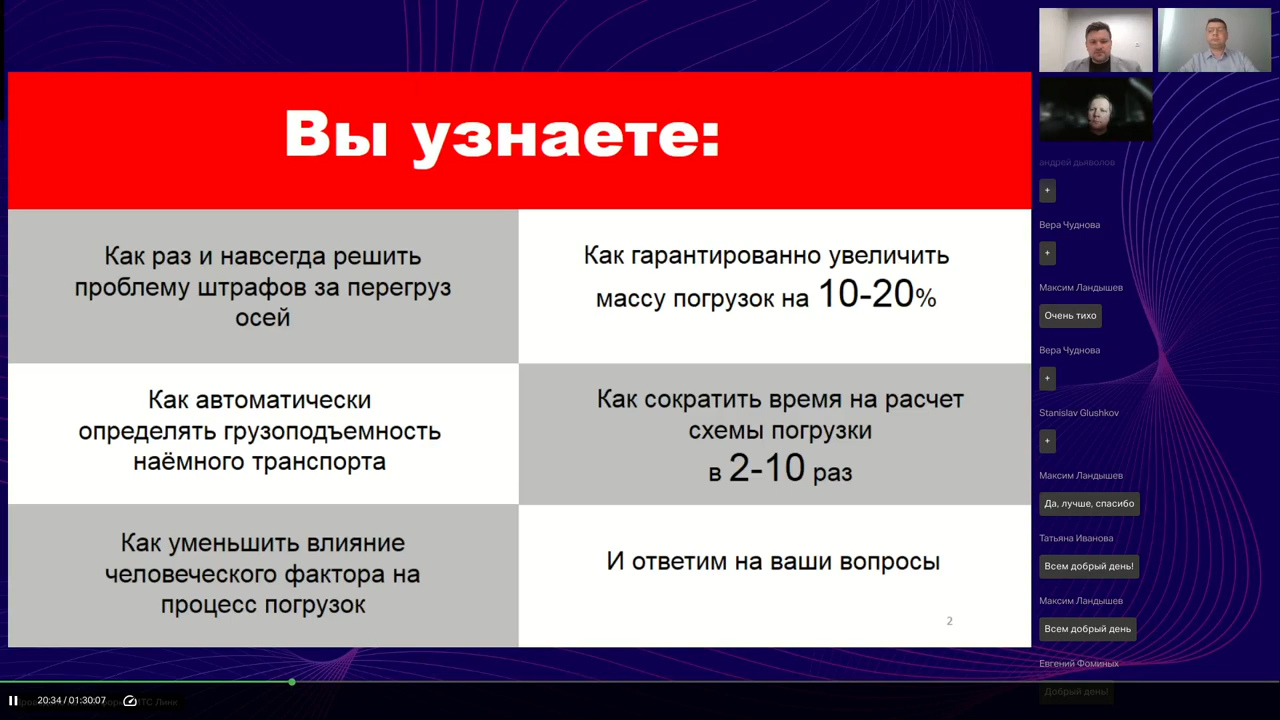 Вы узнаете:
Как раз и навсегда решить
проблему штрафов за перегруз
осей
Как гарантированно увеличить
массу погрузок на 10-20%
Как автоматически
определять грузоподъемность
наёмного транспорта
Как сократить время на расчет
схемы погрузки
в 2-10 раз
Как уменьшить влияние
человеческого фактора на
процесс погрузок
И ответим на ваши вопросы
2
андрей дьяволов
+
Вера Чуднова
+
Максим Ландышев
Очень тихо
Вера Чуднова
+
Stanislav Glushkov
+
Максим Ландышев
Да, лучше, спасибо
Татьяна Иванова
Всем добрый день!
Максим Ландышев
Всем добрый день
Евгений Фоминых
Добрый день!
20:34 / 01:30:07
МТС Линк